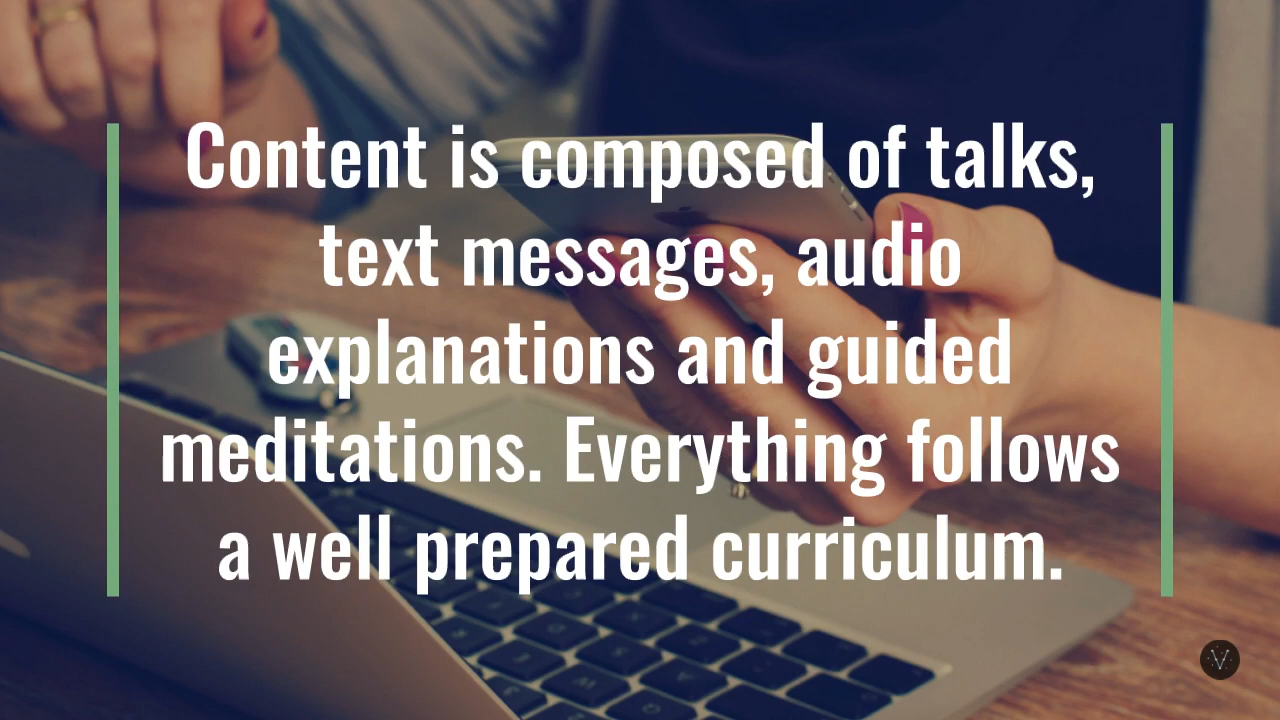 Content is composed of talks,
text messages, audio
explanations and guided
meditations. Everything follows
a well prepared curriculum.